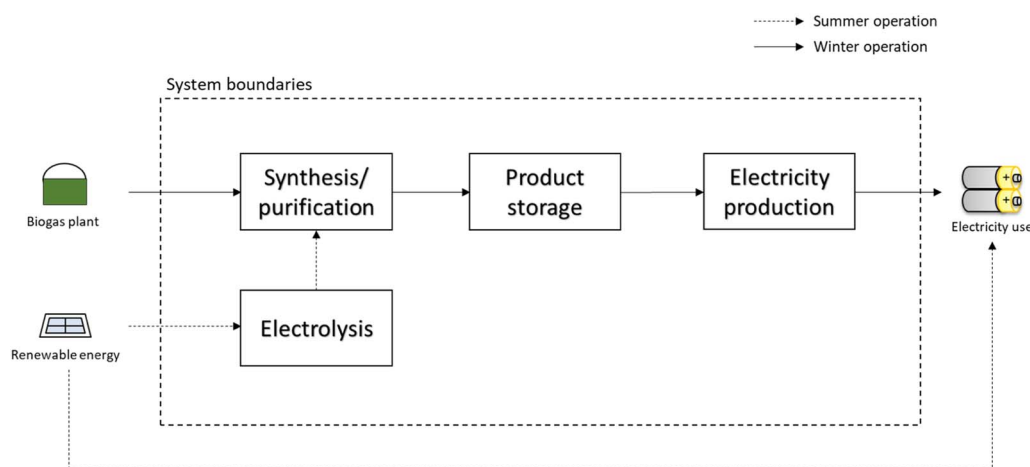 Summer operation
Winter operation
System boundaries
Synthesis/
purification
Product
storage
Electricity
production
Biogas plant
Electricity use
Electrolysis
Renewable energy